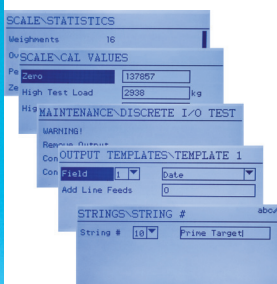 SCALE\STATISTICS
Weighments 16
SCALE\CAL VALUES
Zero 137857
High Test Load 2938 kg
MAINTENANCE\DISCRETE I/O TEST
WARNING!
OUTPUT TEMPLATES\TEMPLATE 1
Field 1 Date
Add Line Feeds 0
STRINGS\STRING # abcA
String # 10 Prime Target